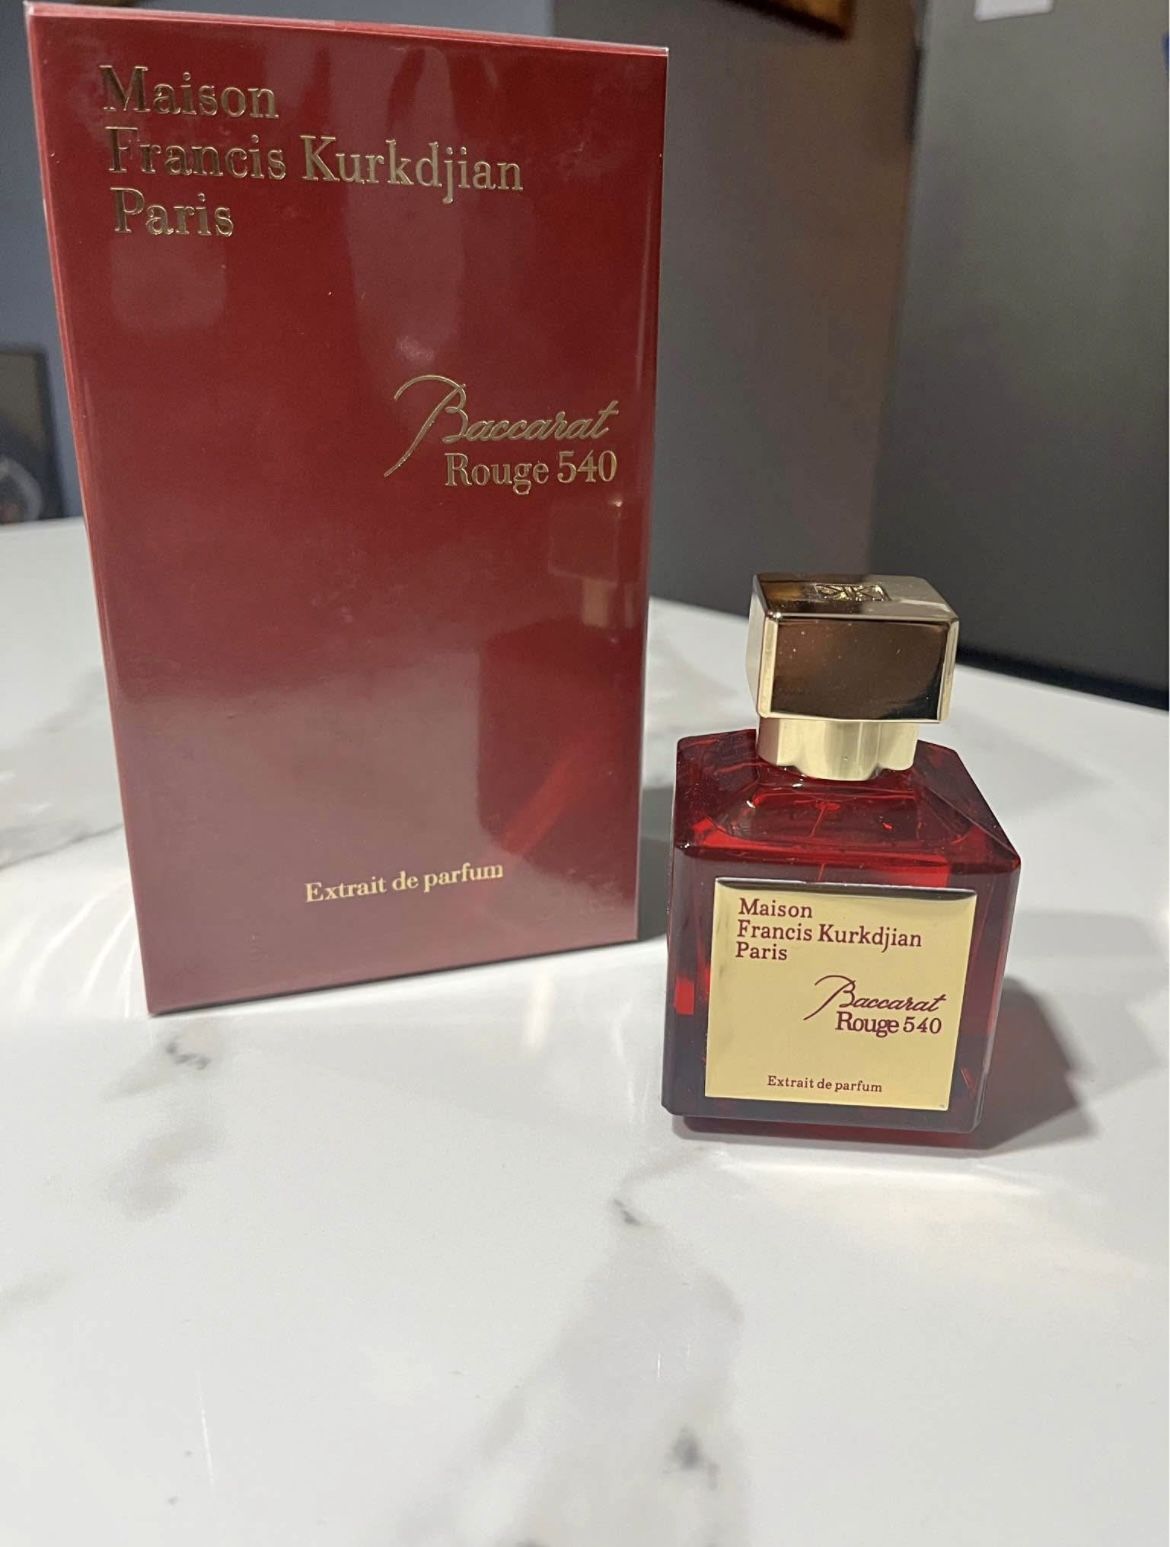 Maison
Francis Kurkdjian
Paris
Baccarat
Rouge 540
Extrait de parfum
Maison
Francis Kurkdjian
Paris
Baccarat
Rouge 540
Extrait de parfum